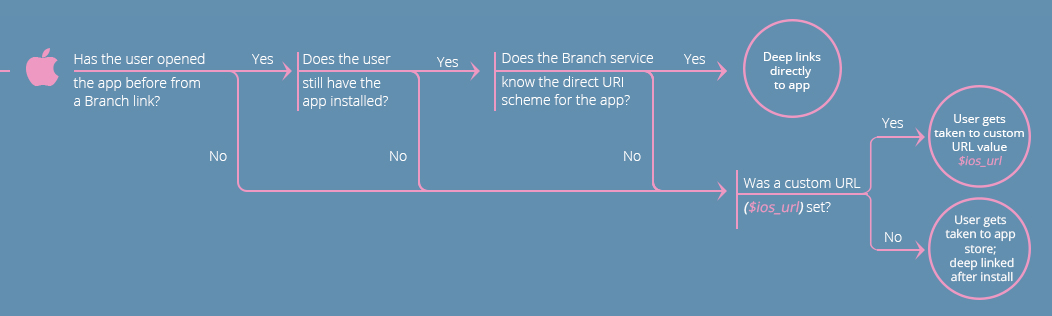 Has the user opened
the app before from
a Branch link?
Yes
No
Does the user
still have the
app installed?
Yes
No
Does the Branch service
know the direct URI
scheme for the app?
Yes
No
Deep links
directly
to app
Was a custom URL
($ios_url) set?
Yes
User gets
taken to custom
URL value
$ios_url
No
User gets
taken to app
store;
deep linked
after install